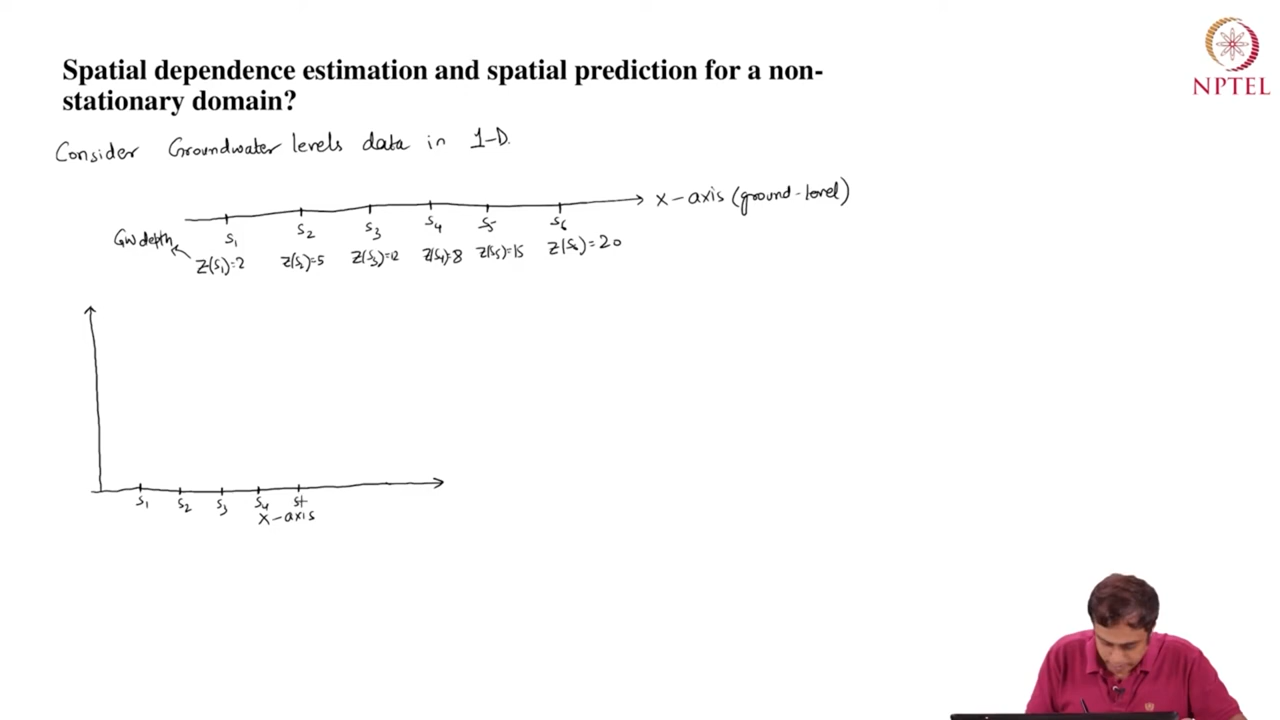 NPTEL
Spatial dependence estimation and spatial prediction for a non-
stationary domain?
Consider Groundwater levels data in 1-D.
x-axis (ground-level)
s₁ s₂ s₃ s₄ s₅ s₆
GW depth
Z(s₁)=2 Z(s₂)=5 Z(s₃)=12 Z(s₄)=8 Z(s₅)=15 Z(s₆)=20
s₁ s₂ s₃ s₄
x-axis